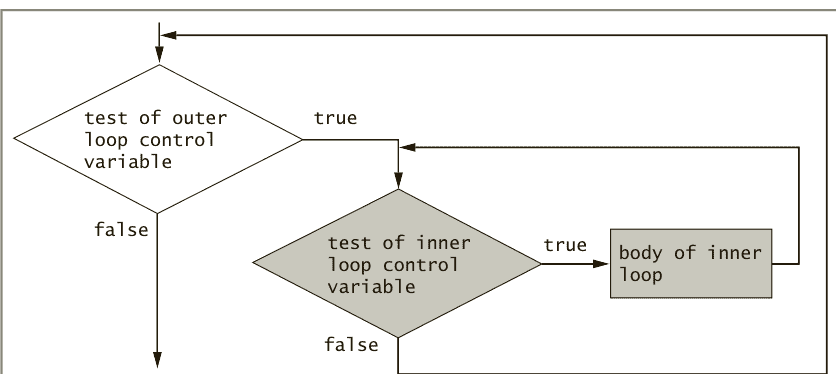 test of outer
loop control
variable
true
false
test of inner
loop control
variable
true
body of inner
loop
false